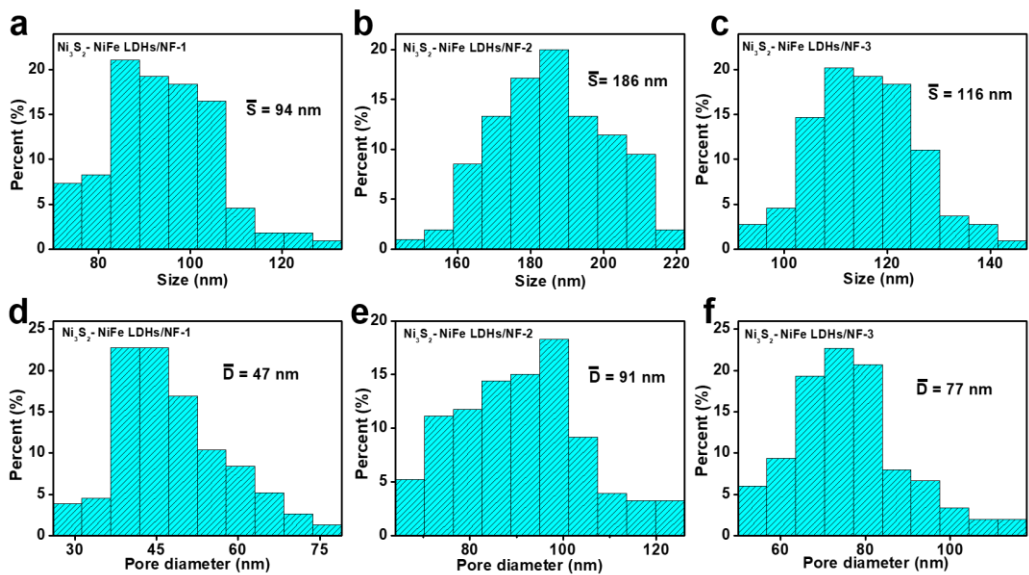 a
Ni₃S₂- NiFe LDHs/NF-1
S̄ = 94 nm
Percent (%)
20
15
10
5
0
80
100
120
Size (nm)
b
Ni₃S₂- NiFe LDHs/NF-2
S̄= 186 nm
Percent (%)
20
15
10
5
0
160
180
200
220
Size (nm)
c
Ni₃S₂- NiFe LDHs/NF-3
S̄ = 116 nm
Percent (%)
20
15
10
5
0
100
120
140
Size (nm)
d
Ni₃S₂- NiFe LDHs/NF-1
D̄ = 47 nm
Percent (%)
25
20
15
10
5
0
30
45
60
75
Pore diameter (nm)
e
Ni₃S₂- NiFe LDHs/NF-2
D̄ = 91 nm
Percent (%)
20
15
10
5
0
80
100
120
Pore diameter (nm)
f
Ni₃S₂- NiFe LDHs/NF-3
D̄ = 77 nm
Percent (%)
25
20
15
10
5
0
60
80
100
Pore diameter (nm)